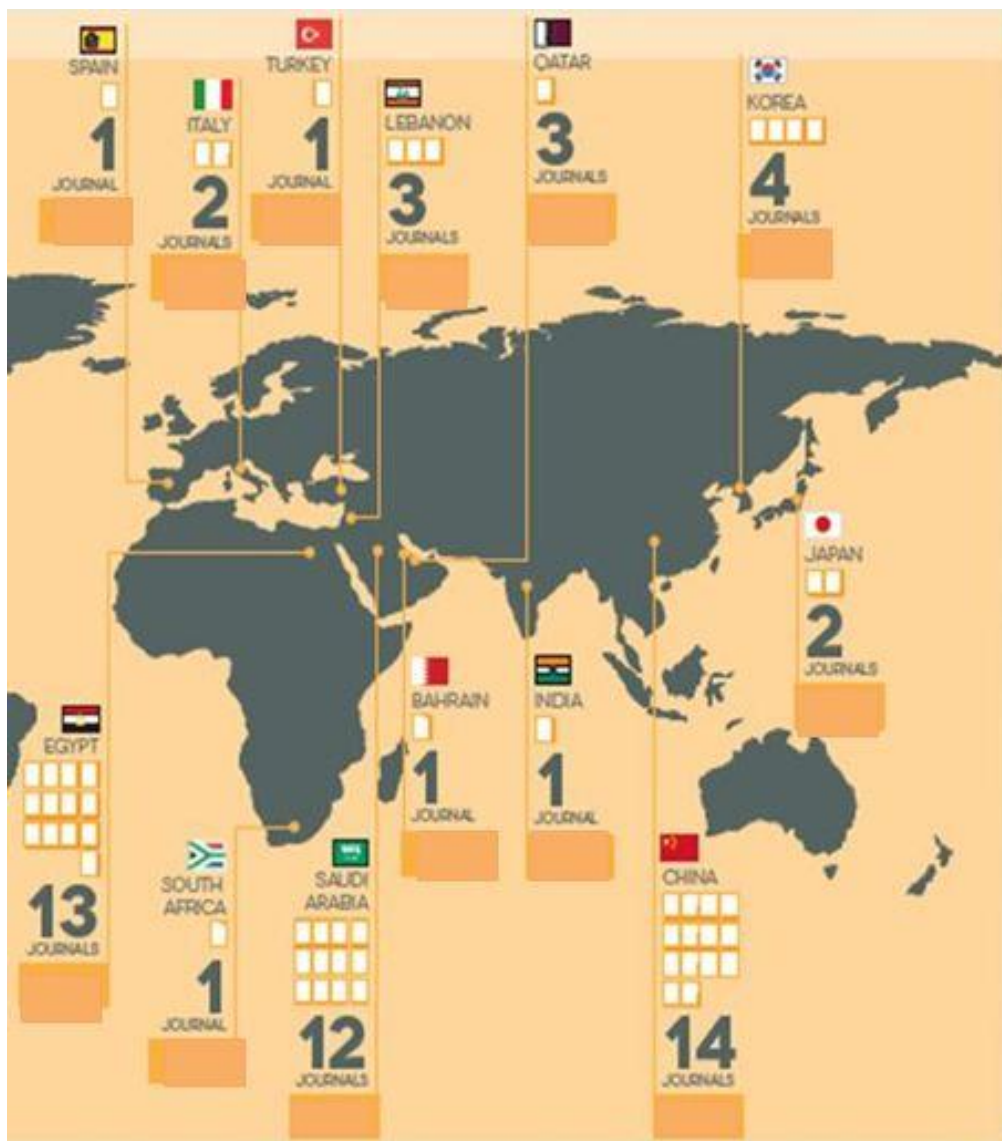 SPAIN
1
JOURNAL
ITALY
2
JOURNALS
TURKEY
1
JOURNAL
LEBANON
3
JOURNALS
QATAR
3
JOURNALS
KOREA
4
JOURNALS
JAPAN
2
JOURNALS
EGYPT
13
JOURNALS
SOUTH
AFRICA
1
JOURNAL
SAUDI
ARABIA
12
JOURNALS
BAHRAIN
1
JOURNAL
INDIA
1
JOURNAL
CHINA
14
JOURNALS